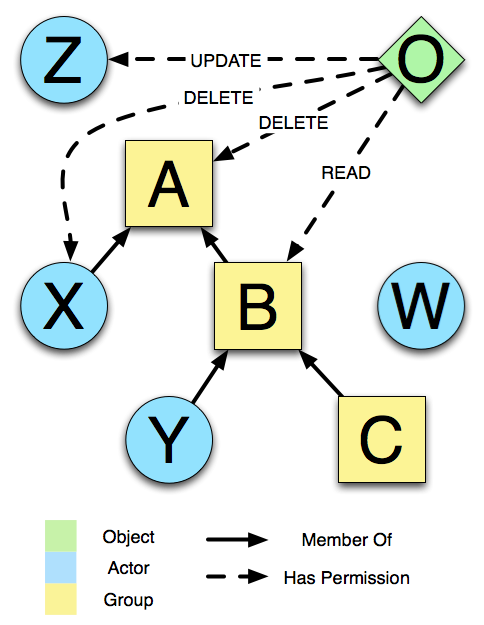 Z
O
UPDATE
DELETE
DELETE
A
READ
X
B
W
Y
C
Object
Member Of
Actor
Has Permission
Group